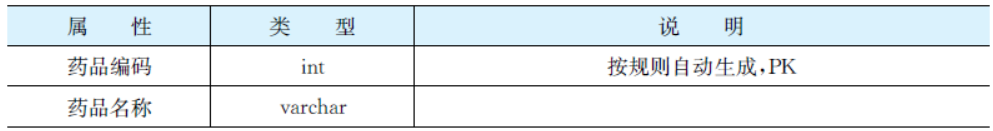 属 性 类 型 说 明
药品编码 int 按规则自动生成,PK
药品名称 varchar